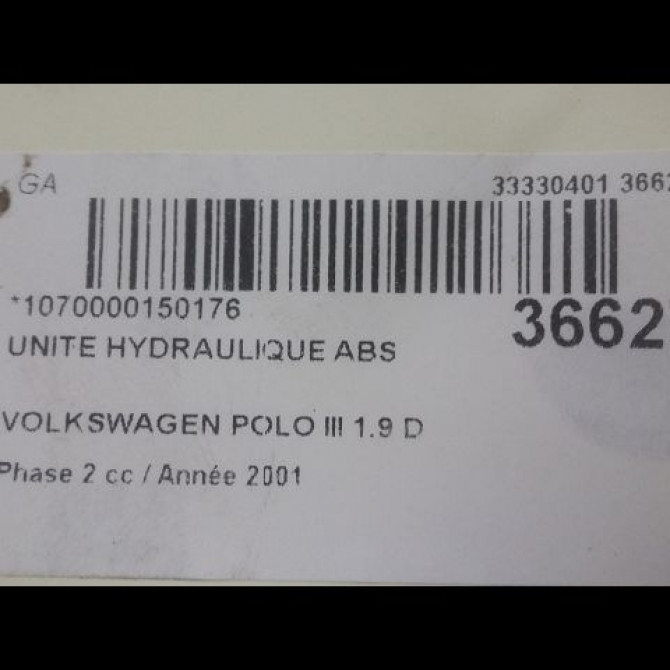 GA
33330401 3662
*1070000150176
3662
UNITE HYDRAULIQUE ABS
VOLKSWAGEN POLO III 1.9 D
Phase 2 cc / Année 2001